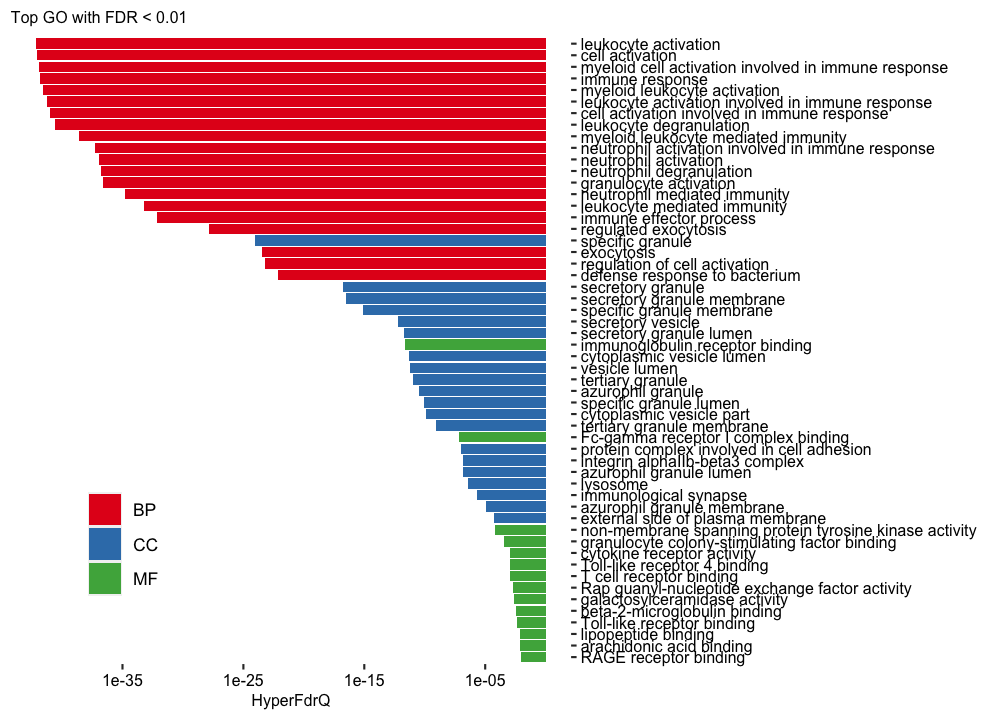 Top GO with FDR < 0.01
leukocyte activation
cell activation
myeloid cell activation involved in immune response
immune response
myeloid leukocyte activation
leukocyte activation involved in immune response
cell activation involved in immune response
leukocyte degranulation
myeloid leukocyte mediated immunity
neutrophil activation involved in immune response
neutrophil activation
neutrophil degranulation
granulocyte activation
neutrophil mediated immunity
leukocyte mediated immunity
immune effector process
regulated exocytosis
specific granule
exocytosis
regulation of cell activation
defense response to bacterium
secretory granule
secretory granule membrane
specific granule membrane
secretory vesicle
secretory granule lumen
immunoglobulin receptor binding
cytoplasmic vesicle lumen
vesicle lumen
tertiary granule
azurophil granule
specific granule lumen
cytoplasmic vesicle part
tertiary granule membrane
Fc-gamma receptor I complex binding
protein complex involved in cell adhesion
integrin alphaIIb-beta3 complex
azurophil granule lumen
lysosome
immunological synapse
azurophil granule membrane
external side of plasma membrane
non-membrane spanning protein tyrosine kinase activity
granulocyte colony-stimulating factor binding
cytokine receptor activity
Toll-like receptor 4 binding
T cell receptor binding
Rap guanyl-nucleotide exchange factor activity
galactosylceramidase activity
beta-2-microglobulin binding
Toll-like receptor binding
lipopeptide binding
arachidonic acid binding
RAGE receptor binding
BP
CC
MF
1e-35 1e-25 1e-15 1e-05
HyperFdrQ